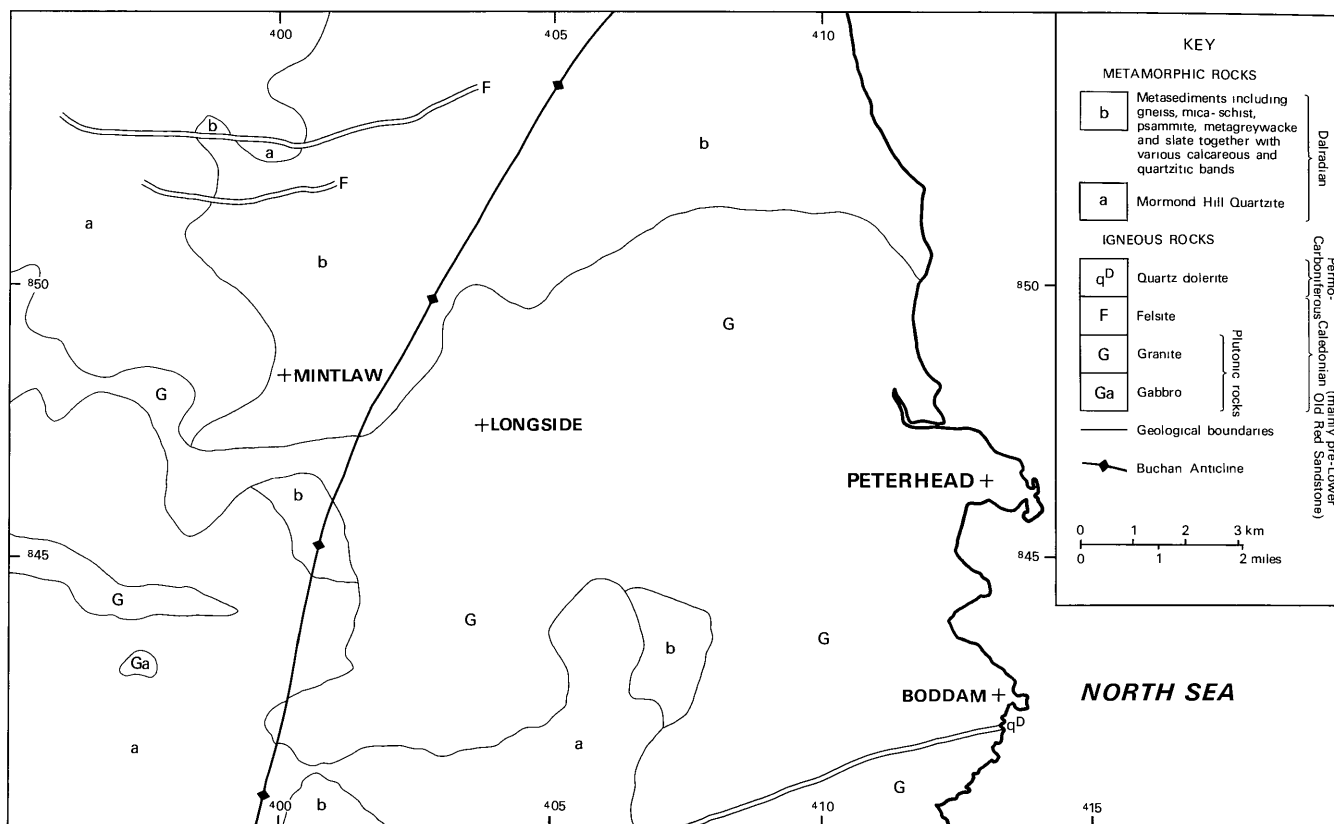 400
405
410
F
b
a
b
F
a
b
850
G
850
MINTLAW
G
LONGSIDE
PETERHEAD
b
845
845
G
G
G
b
Ga
BODDAM
NORTH SEA
qD
a
a
G
b
400
405
410
415
KEY
METAMORPHIC ROCKS
b
Metasediments including
gneiss, mica-schist,
psammite, metagreywacke
and slate together with
various calcareous and
quartzitic bands
a
Mormond Hill Quartzite
Dalradian
IGNEOUS ROCKS
qD
Quartz dolerite
F
Felsite
G
Granite
Ga
Gabbro
Plutonic rocks
Permo-
Carboniferous
Caledonian (mainly pre-Lower
Old Red Sandstone)
Geological boundaries
Buchan Anticline
0 1 2 3 km
0 1 2 miles